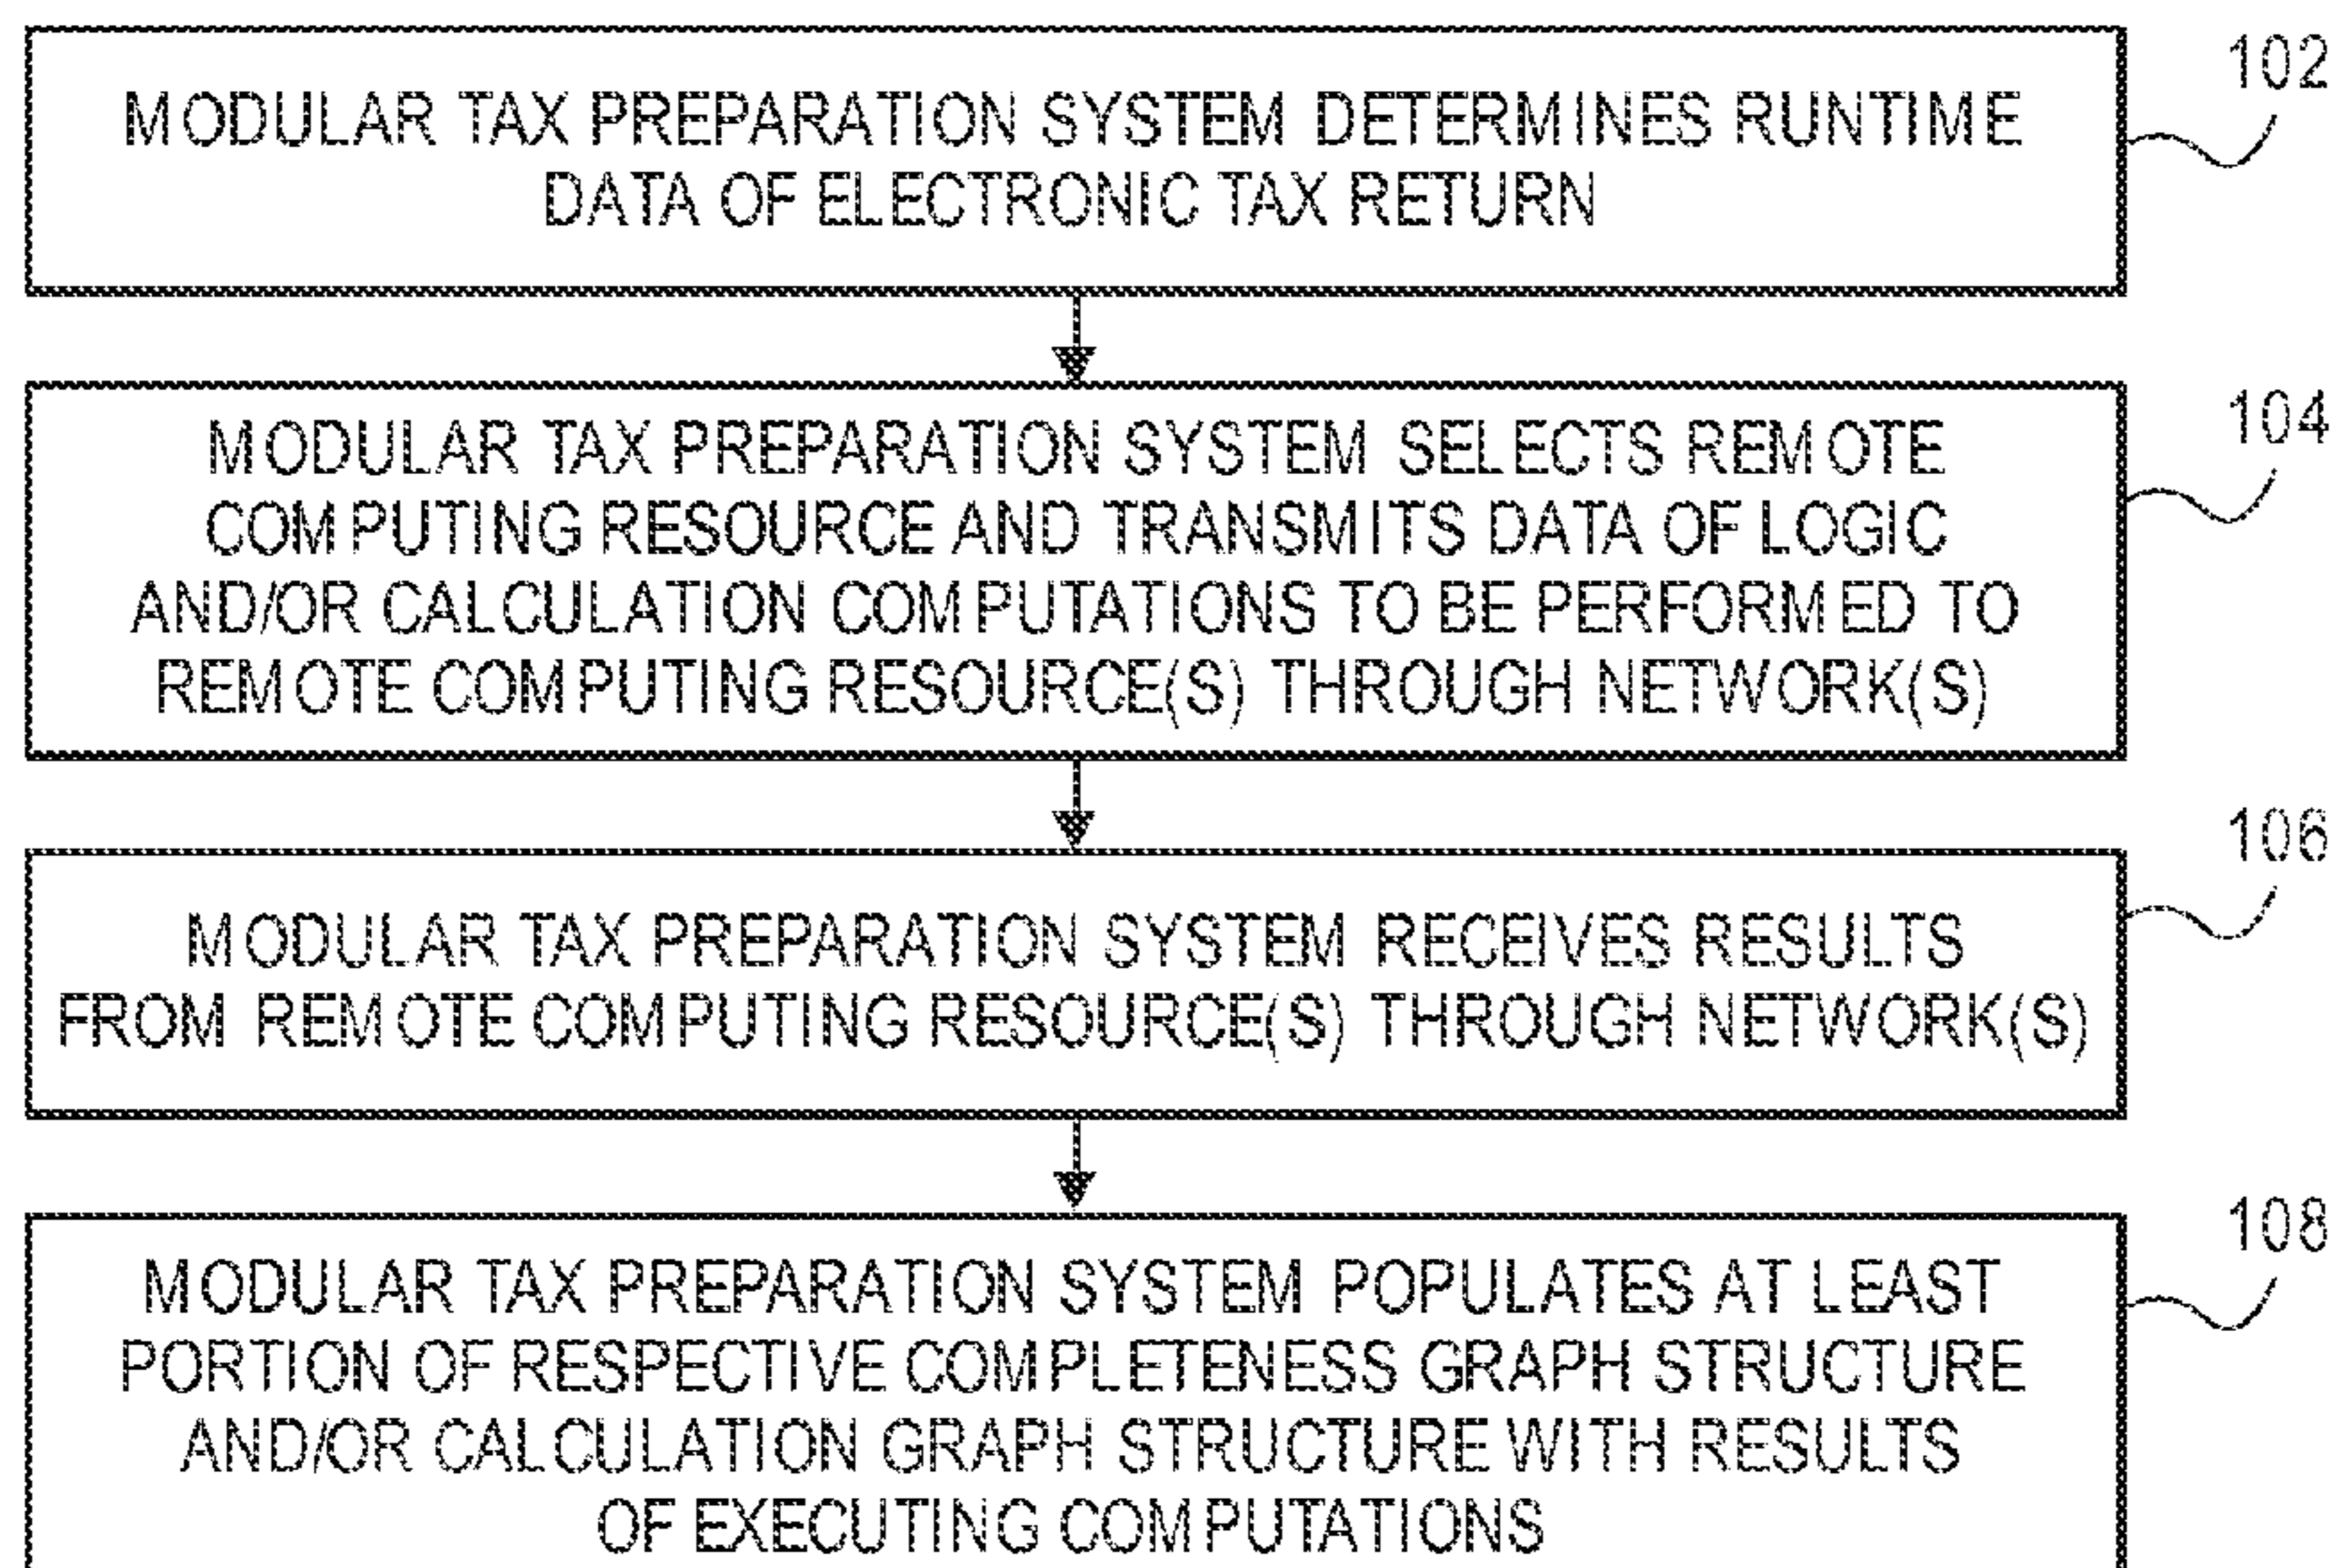 102
MODULAR TAX PREPARATION SYSTEM DETERMINES RUNTIME
DATA OF ELECTRONIC TAX RETURN
104
MODULAR TAX PREPARATION SYSTEM SELECTS REMOTE
COMPUTING RESOURCE AND TRANSMITS DATA OF LOGIC
AND/OR CALCULATION COMPUTATIONS TO BE PERFORMED TO
REMOTE COMPUTING RESOURCE(S) THROUGH NETWORK(S)
106
MODULAR TAX PREPARATION SYSTEM RECEIVES RESULTS
FROM REMOTE COMPUTING RESOURCE(S) THROUGH NETWORK(S)
108
MODULAR TAX PREPARATION SYSTEM POPULATES AT LEAST
PORTION OF RESPECTIVE COMPLETENESS GRAPH STRUCTURE
AND/OR CALCULATION GRAPH STRUCTURE WITH RESULTS
OF EXECUTING COMPUTATIONS